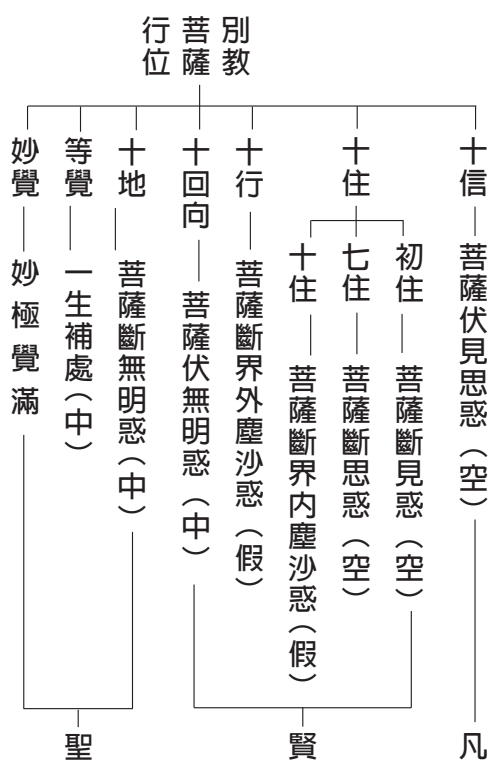 別教
菩薩
行位
十信
菩薩伏見思惑（空）
凡
十住
初住
菩薩斷見惑（空）
七住
菩薩斷思惑（空）
十住
菩薩斷界内塵沙惑（假）
十行
菩薩斷界外塵沙惑（假）
十回向
菩薩伏無明惑（中）
賢
十地
菩薩斷無明惑（中）
等覺
一生補處（中）
妙覺
妙極覺滿
聖